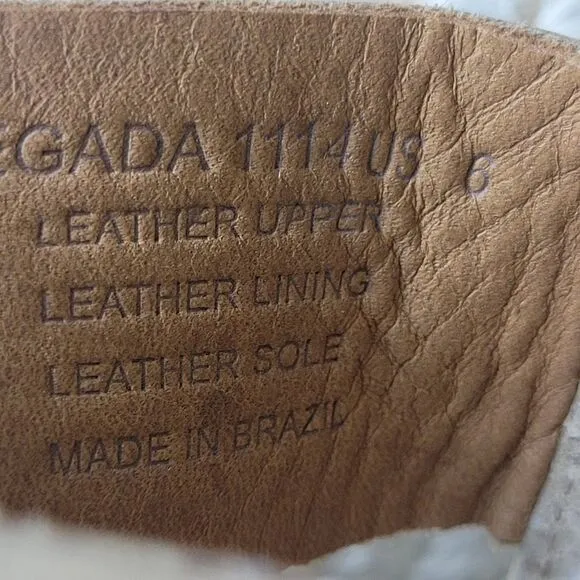 EGADA 1114 US 6
LEATHER UPPER
LEATHER LINING
LEATHER SOLE
MADE IN BRAZIL